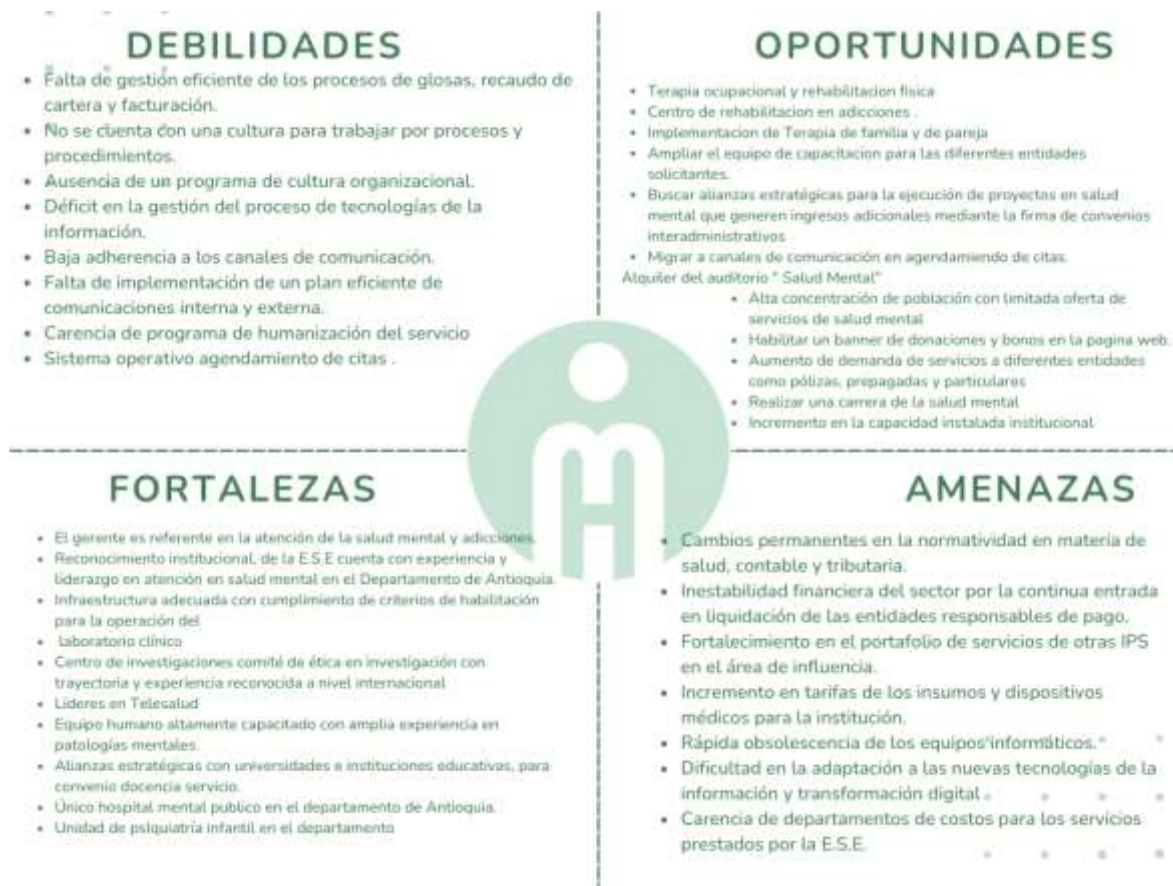 DEBILIDADES
• Falta de gestión eficiente de los procesos de glosas, recaudo de
cartera y facturación.
• No se cuenta con una cultura para trabajar por procesos y
procedimientos.
• Ausencia de un programa de cultura organizacional.
• Déficit en la gestión del proceso de tecnologías de la
información.
• Baja adherencia a los canales de comunicación.
• Falta de implementación de un plan eficiente de
comunicaciones interna y externa.
• Carencia de programa de humanización del servicio
• Sistema operativo agendamiento de citas .
OPORTUNIDADES
• Terapia ocupacional y rehabilitacion fisica
• Centro de rehabilitacion en adicciones .
• Implementacion de Terapia de familia y de pareja
• Ampliar el equipo de capacitacion para las diferentes entidades
solicitantes.
• Buscar alianzas estratégicas para la ejecución de proyectos en salud
mental que generen ingresos adicionales mediante la firma de convenios
interadministrativos
• Migrar a canales de comunicación en agendamiendo de citas.
Alquiler del auditorio " Salud Mental"
• Alta concentración de población con limitada oferta de
servicios de salud mental
• Habilitar un banner de donaciones y bonos en la pagina web.
• Aumento de demanda de servicios a diferentes entidades
como pólizas, prepagadas y particulares
• Realizar una carrera de la salud mental
• Incremento en la capacidad instalada institucional
FORTALEZAS
• El gerente es referente en la atención de la salud mental y adicciones.
• Reconocimiento institucional, de la E.S.E cuenta con experiencia y
liderazgo en atención en salud mental en el Departamento de Antioquia.
• Infraestructura adecuada con cumplimiento de criterios de habilitación
para la operación del
• laboratorio clínico
• Centro de investigaciones comité de ética en investigación con
trayectoria y experiencia reconocida a nivel internacional
• Lideres en Telesalud
• Equipo humano altamente capacitado con amplia experiencia en
patologías mentales.
• Alianzas estratégicas con universidades e instituciones educativas, para
convenio docencia servicio.
• Único hospital mental publico en el departamento de Antioquia.
• Unidad de psiquiatría infantil en el departamento
AMENAZAS
• Cambios permanentes en la normatividad en materia de
salud, contable y tributaria.
• Inestabilidad financiera del sector por la continua entrada
en liquidación de las entidades responsables de pago.
• Fortalecimiento en el portafolio de servicios de otras IPS
en el área de influencia.
• Incremento en tarifas de los insumos y dispositivos
médicos para la institución.
• Rápida obsolescencia de los equipos informáticos.
• Dificultad en la adaptación a las nuevas tecnologías de la
información y transformación digital .
• Carencia de departamentos de costos para los servicios
prestados por la E.S.E.